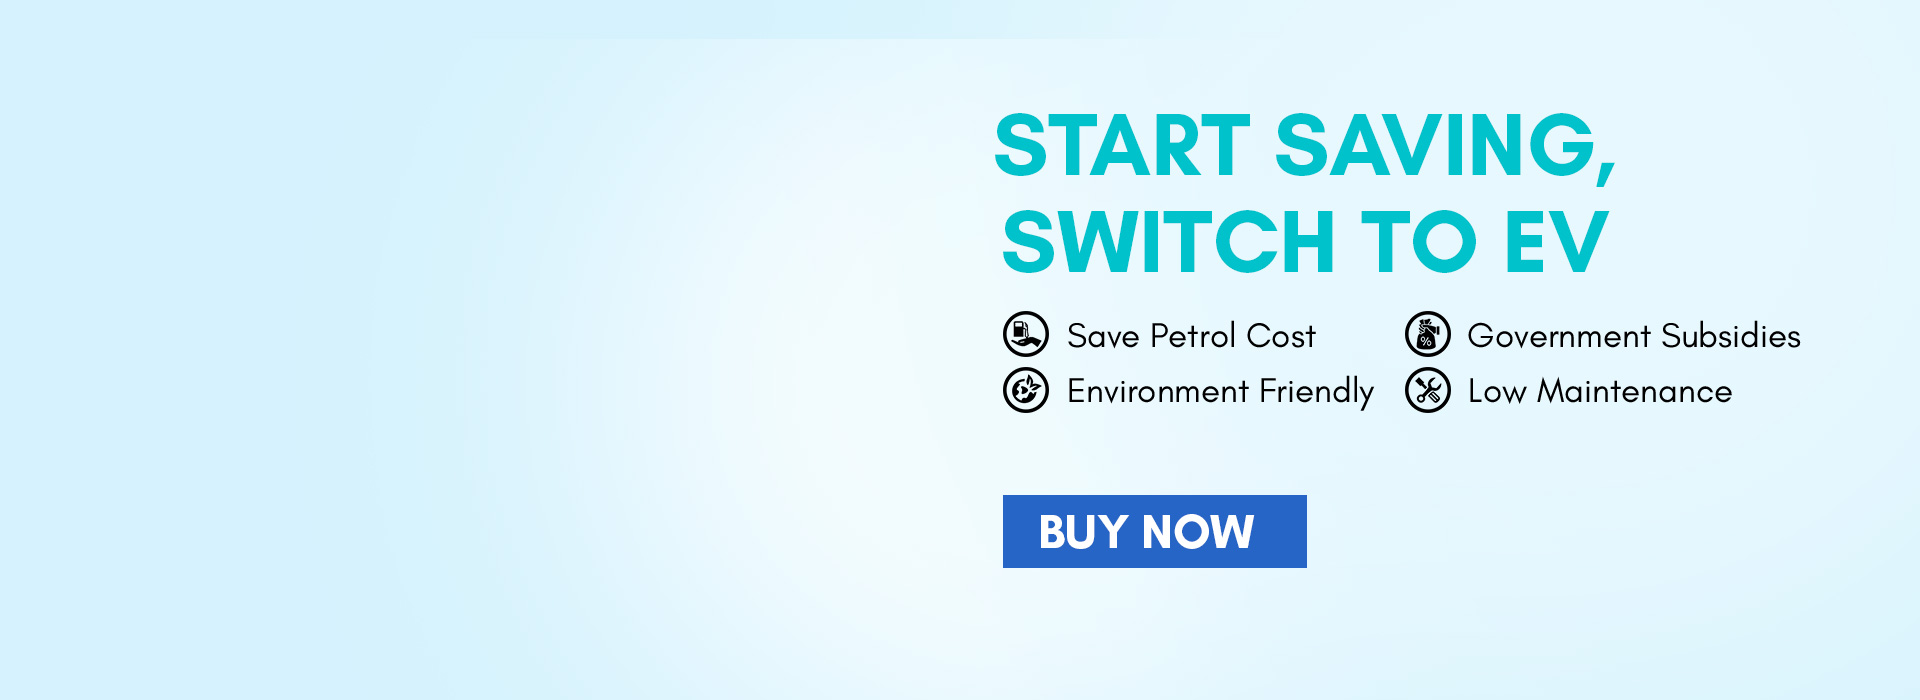 START SAVING,
SWITCH TO EV
Save Petrol Cost
Government Subsidies
%
Environment Friendly
Low Maintenance
BUY NOW